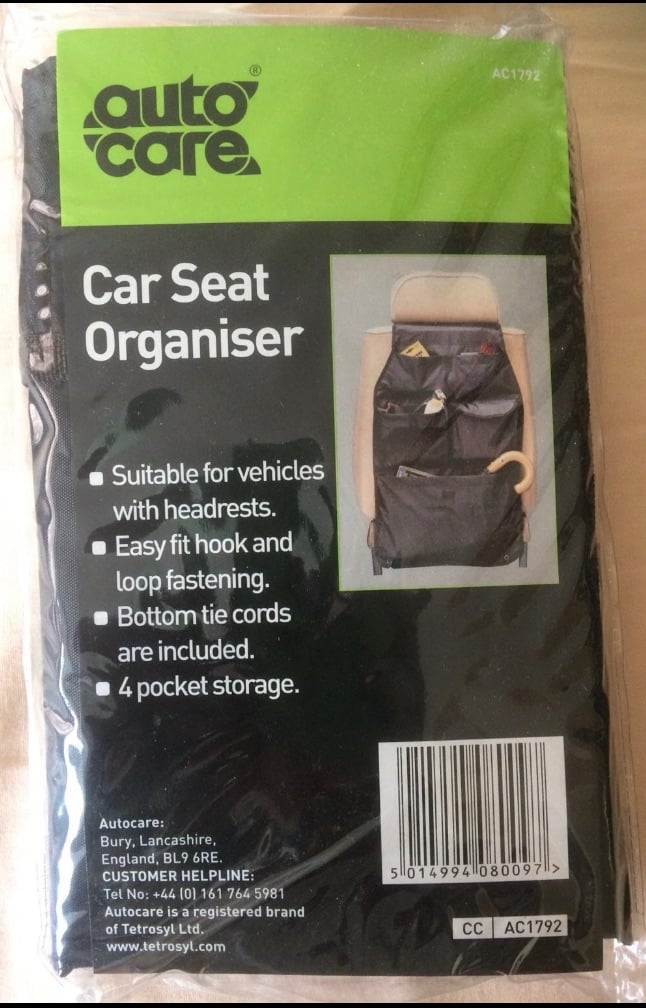 auto
care®
AC1792
Car Seat
Organiser
Suitable for vehicles
with headrests.
Easy fit hook and
loop fastening.
Bottom tie cords
are included.
4 pocket storage.
Autocare:
Bury, Lancashire,
England, BL9 6RE.
CUSTOMER HELPLINE:
Tel No: +44 (0) 161 764 5981
Autocare is a registered brand
of Tetrosyl Ltd.
www.tetrosyl.com
5 014994 080097 >
CC AC1792